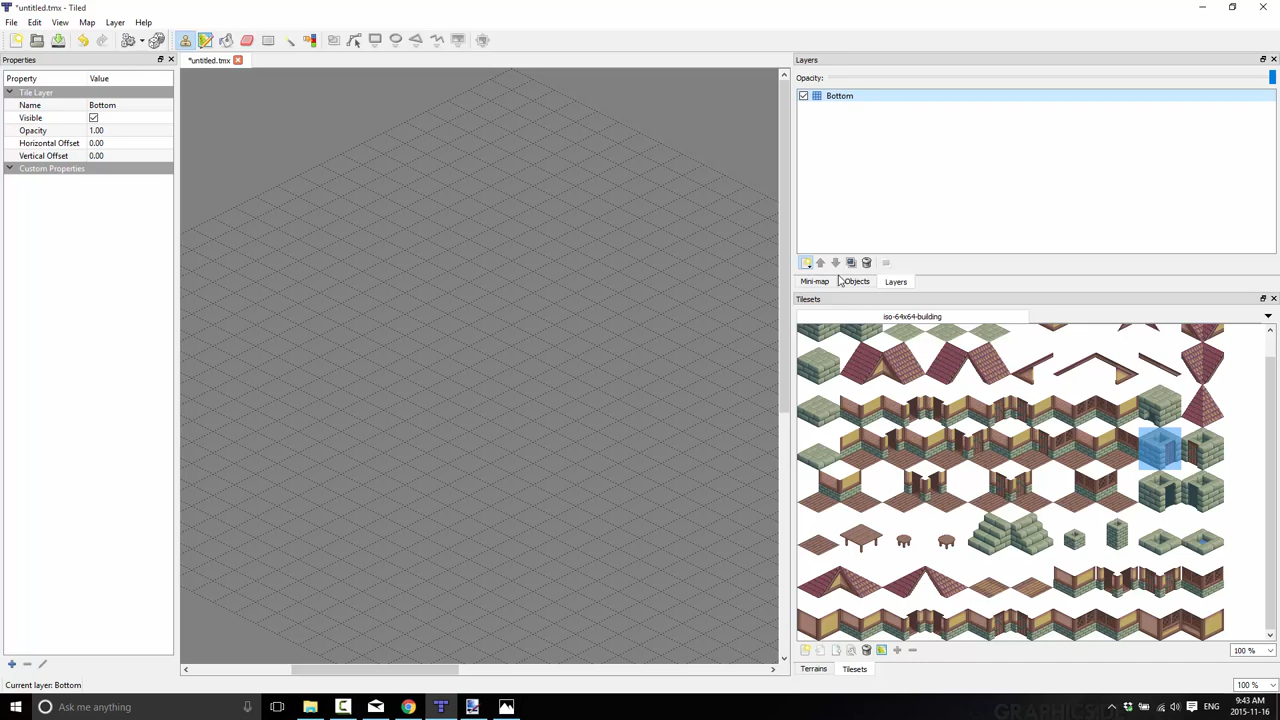 *untitled.tmx - Tiled
File Edit View Map Layer Help
Properties
*untitled.tmx
Layers
Property Value
Opacity:
Tile Layer
Name Bottom
Bottom
Visible
Opacity 1.00
Horizontal Offset 0.00
Vertical Offset 0.00
Custom Properties
Mini-map Objects Layers
Tilesets
iso-64x64-building
100 %
Terrains Tilesets
Current layer: Bottom
100 %
Ask me anything
9:43 AM
2015-11-16